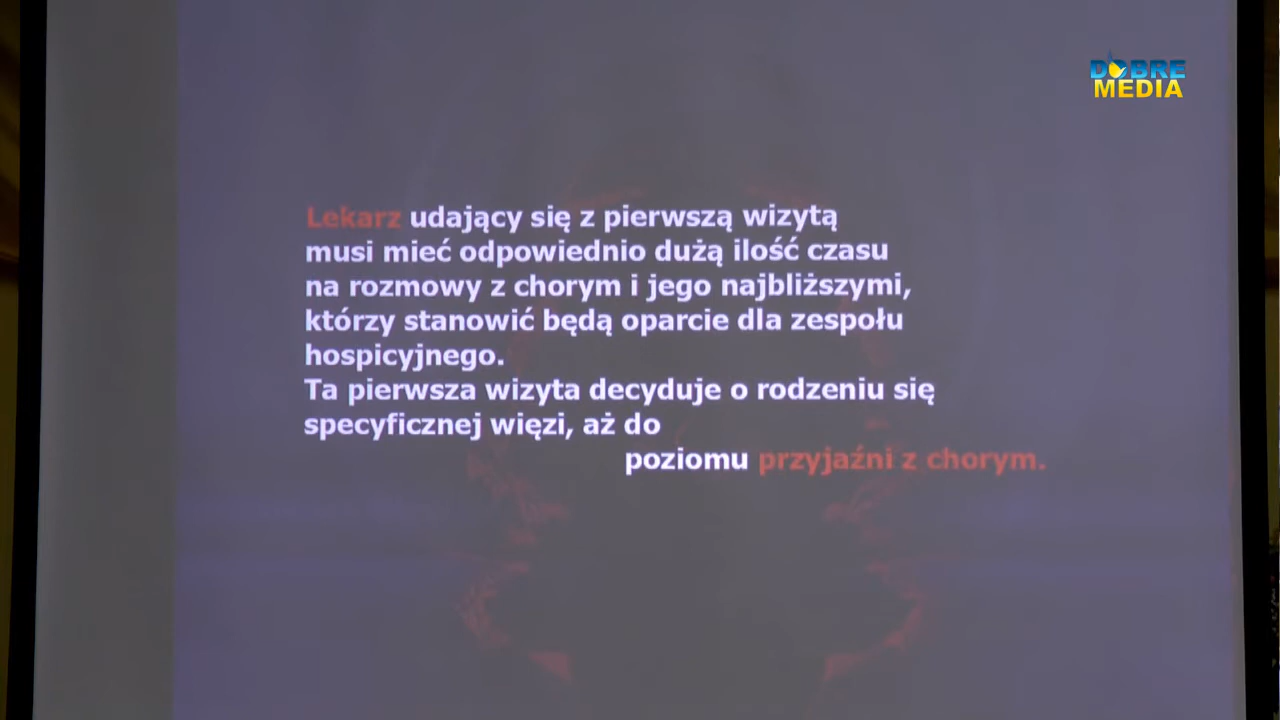 DOBRE
MEDIA
Lekarz udający się z pierwszą wizytą
musi mieć odpowiednio dużą ilość czasu
na rozmowy z chorym i jego najbliższymi,
którzy stanowić będą oparcie dla zespołu
hospicyjnego.
Ta pierwsza wizyta decyduje o rodzeniu się
specyficznej więzi, aż do
poziomu przyjaźni z chorym.